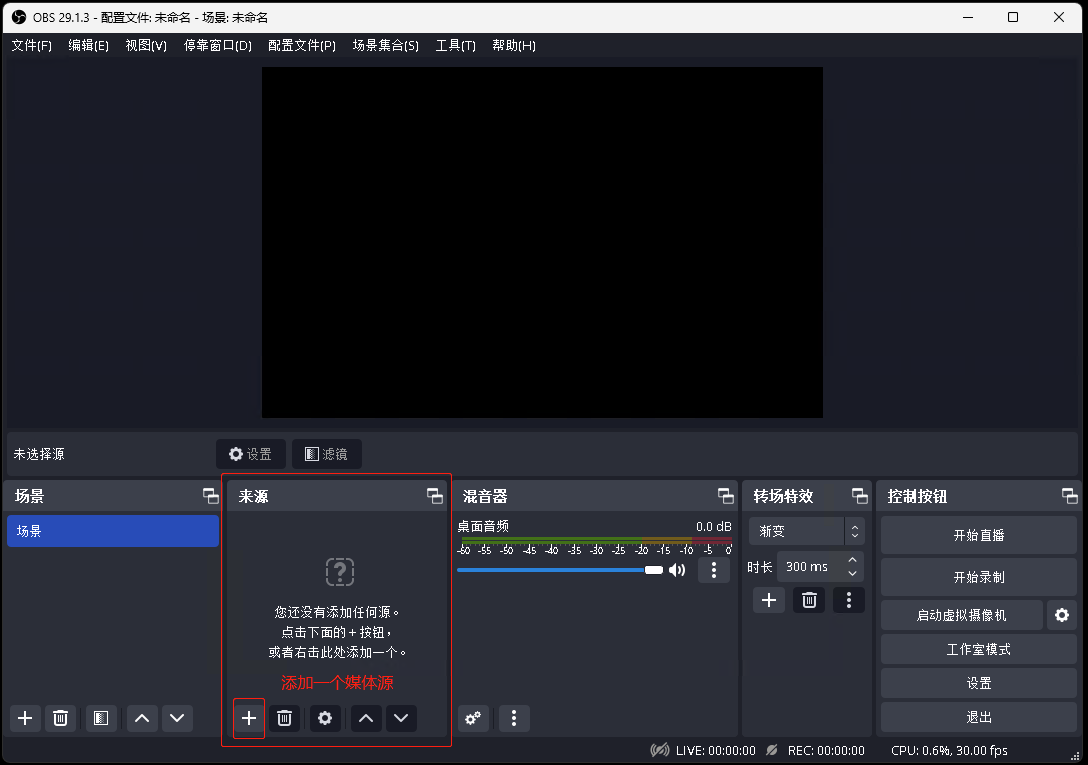 OBS 29.1.3 - 配置文件: 未命名 - 场景: 未命名
文件(F) 编辑(E) 视图(V) 停靠窗口(D) 配置文件(P) 场景集合(S) 工具(T) 帮助(H)
未选择源 设置 滤镜
场景
场景
来源
您还没有添加任何源。
点击下面的 + 按钮，
或者右击此处添加一个。
添加一个媒体源
混音器
桌面音频 0.0 dB
-60 -55 -50 -45 -40 -35 -30 -25 -20 -15 -10 -5 0
转场特效
渐变
时长 300 ms
控制按钮
开始直播
开始录制
启动虚拟摄像机
工作室模式
设置
退出
LIVE: 00:00:00 REC: 00:00:00 CPU: 0.6%, 30.00 fps